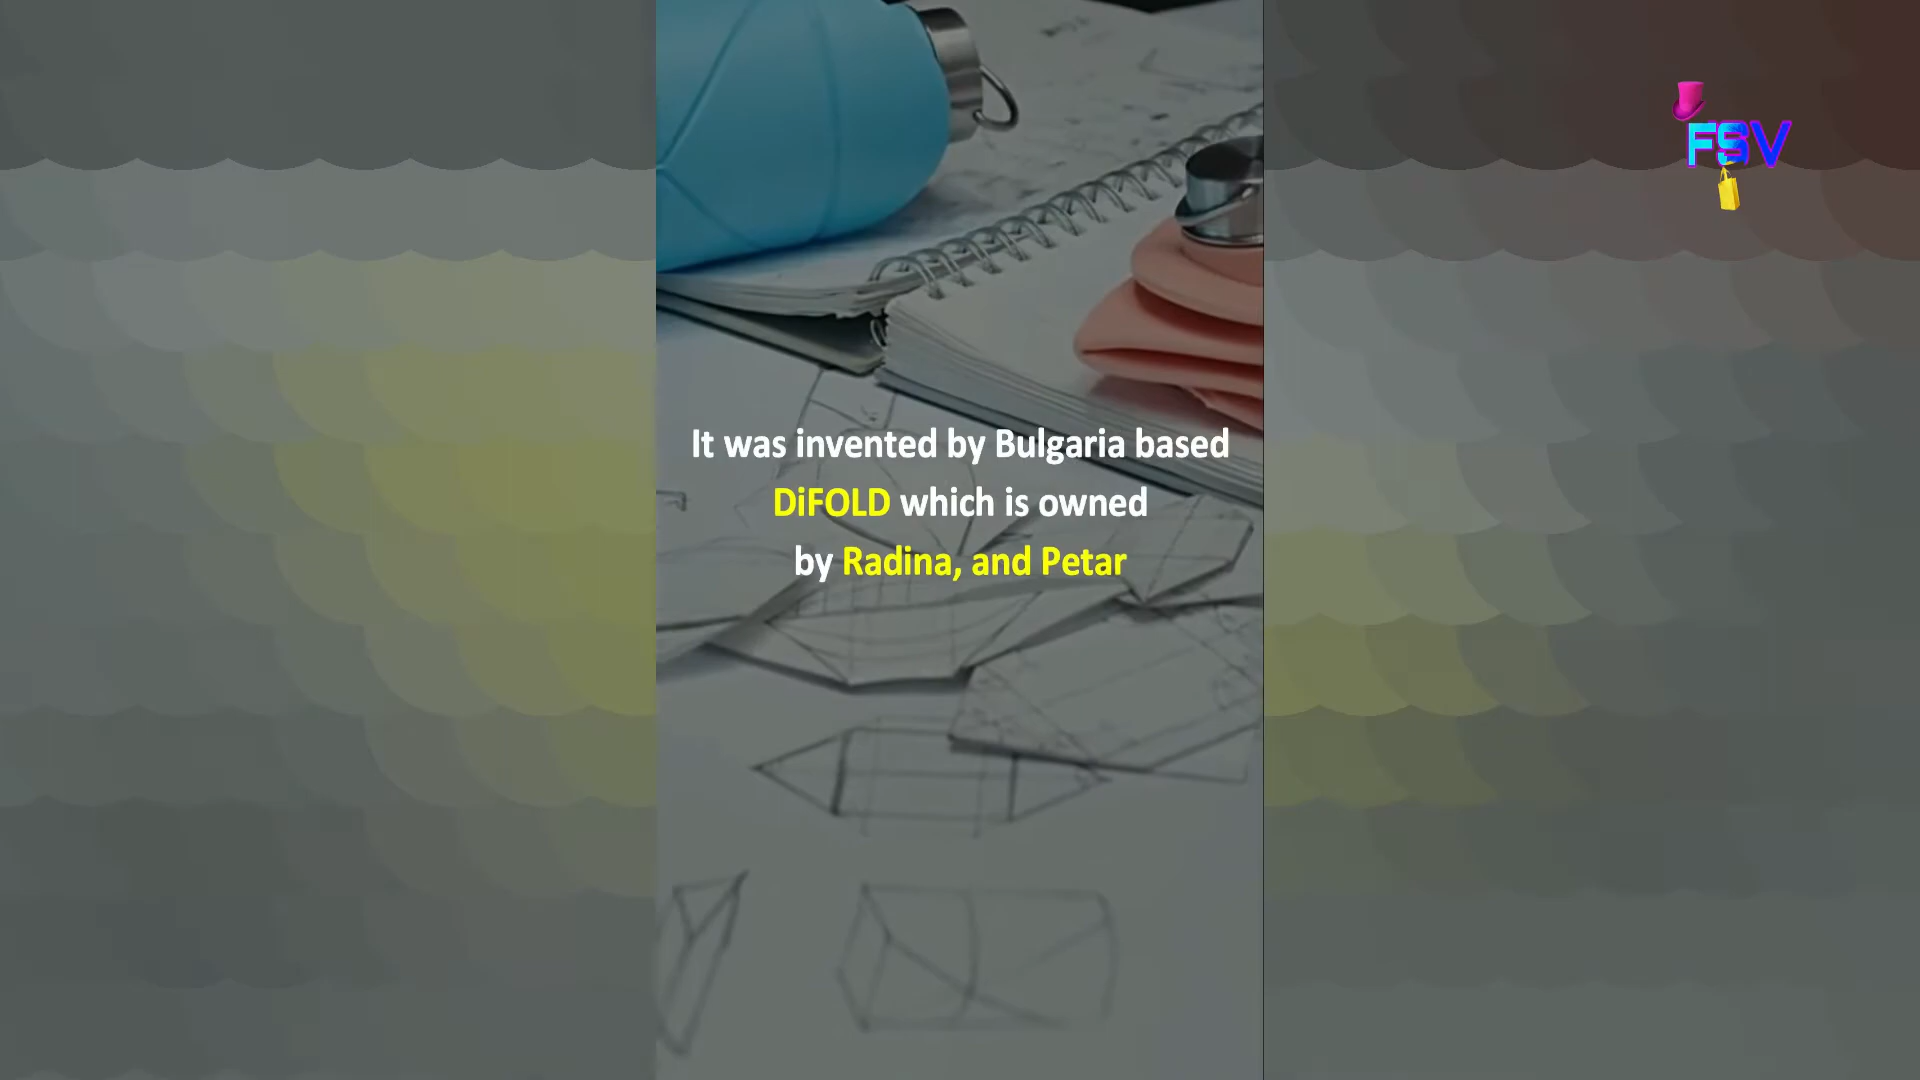 FSV
It was invented by Bulgaria based
DiFOLD which is owned
by Radina, and Petar